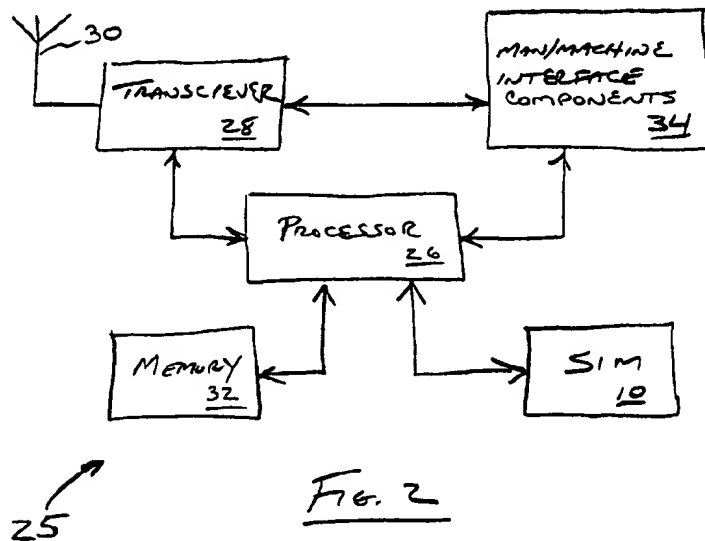 30
TRANSCIEVER
28
MAN/MACHINE
INTERFACE
COMPONENTS
34
PROCESSOR
26
MEMORY
32
SIM
10
25
FIG. 2